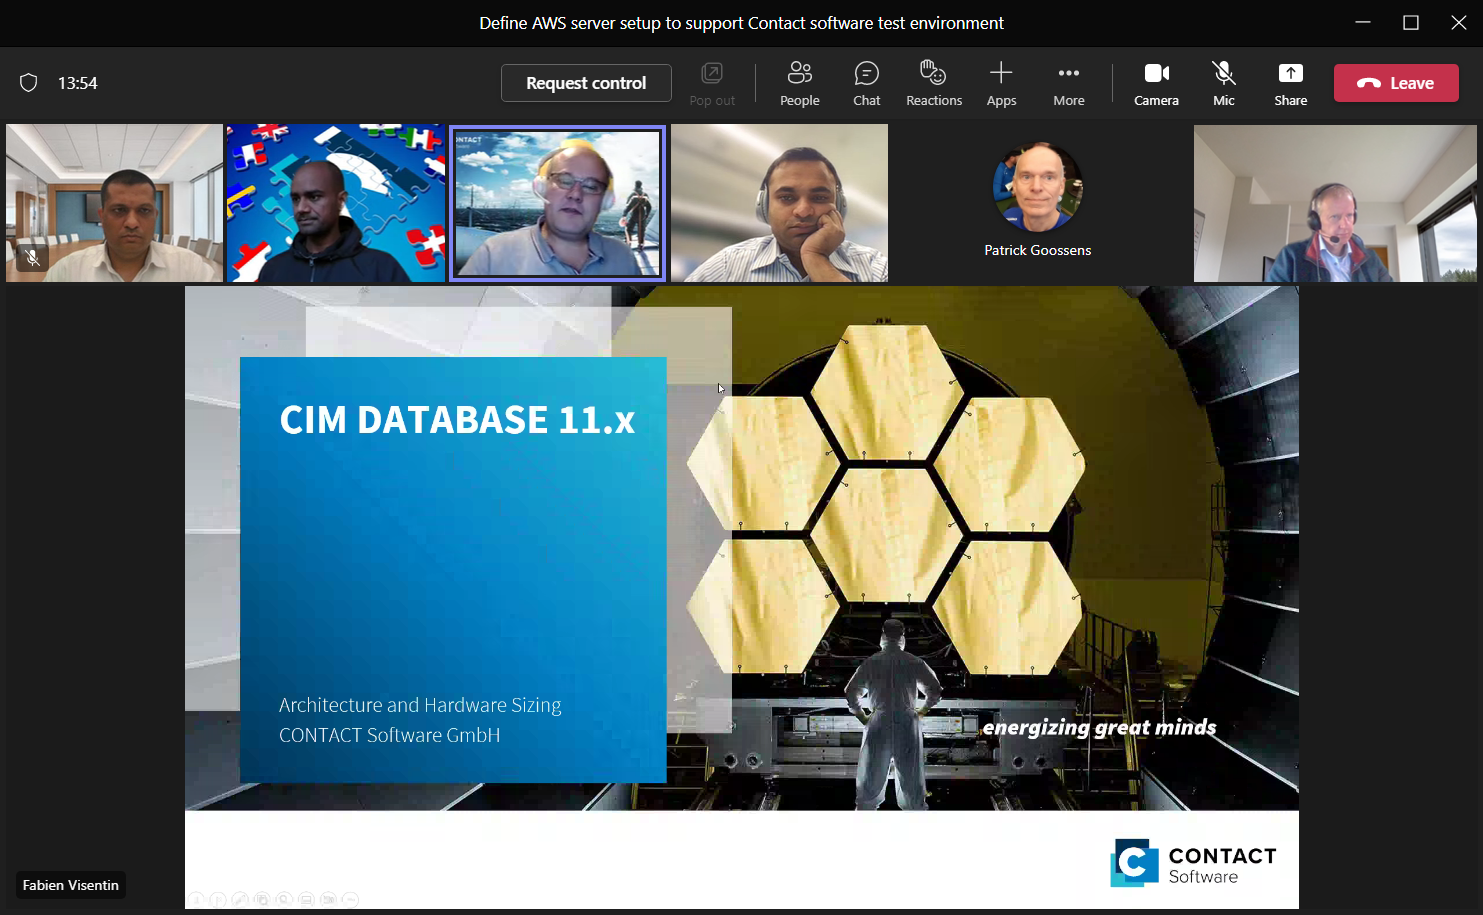 Define AWS server setup to support Contact software test environment
13:54
Request control
Pop out
People
Chat
Reactions
Apps
More
Camera
Mic
Share
Leave
NTACT
Patrick Goossens
CIM DATABASE 11.x
Architecture and Hardware Sizing
CONTACT Software GmbH
energizing great minds
C
CONTACT
Software
Fabien Visentin